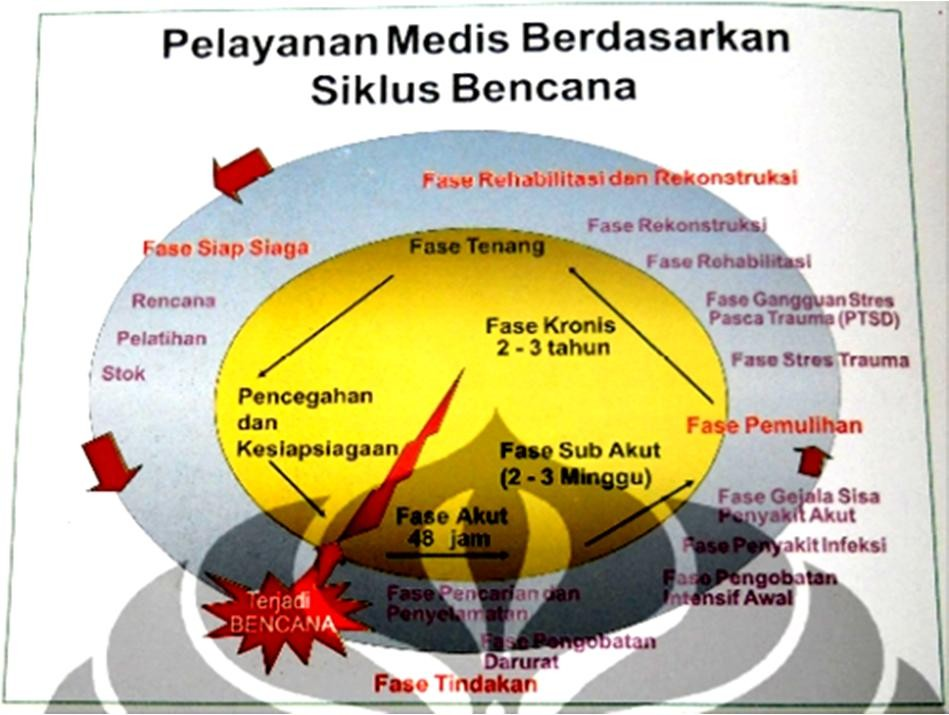 Pelayanan Medis Berdasarkan
Siklus Bencana
Fase Rehabilitasi dan Rekonstruksi
Fase Rekonstruksi
Fase Siap Siaga
Fase Tenang
Fase Rehabilitasi
Rencana
Fase Gangguan Stres
Pasca Trauma (PTSD)
Fase Kronis
2 - 3 tahun
Pelatihan
Fase Stres Trauma
Stok
Pencegahan
dan
Kesiapsiagaan
Fase Pemulihan
Fase Sub Akut
(2 - 3 Minggu)
Fase Gejala Sisa
Penyakit Akut
Fase Akut
48 jam
Fase Penyakit Infeksi
Fase Pengobatan
Intensif Awal
Terjadi
BENCANA
Fase Pencarian dan
Penyelamatan
Fase Pengobatan
Darurat
Fase Tindakan